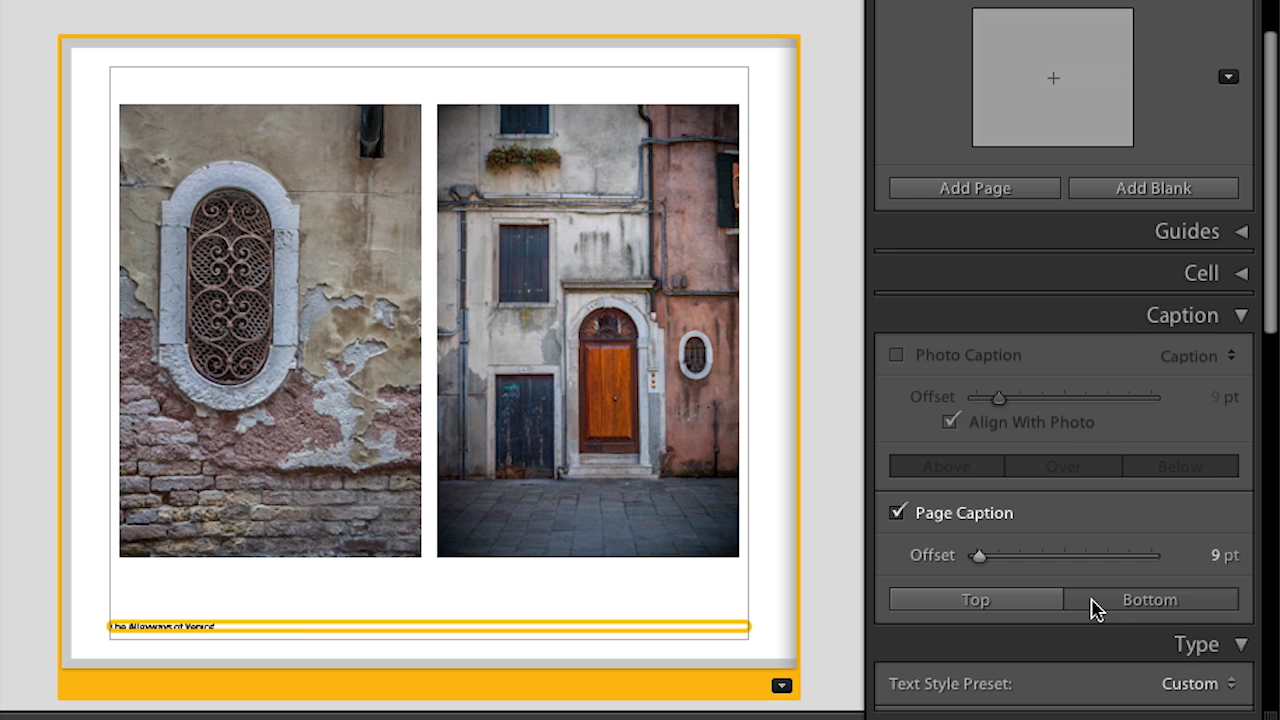 Add Page
Add Blank
Guides
Cell
Caption
Photo Caption
Caption
Offset
9 pt
Align With Photo
Above
Over
Below
Page Caption
Offset
9 pt
Top
Bottom
Type
Text Style Preset:
Custom
The Alleyways of Venice